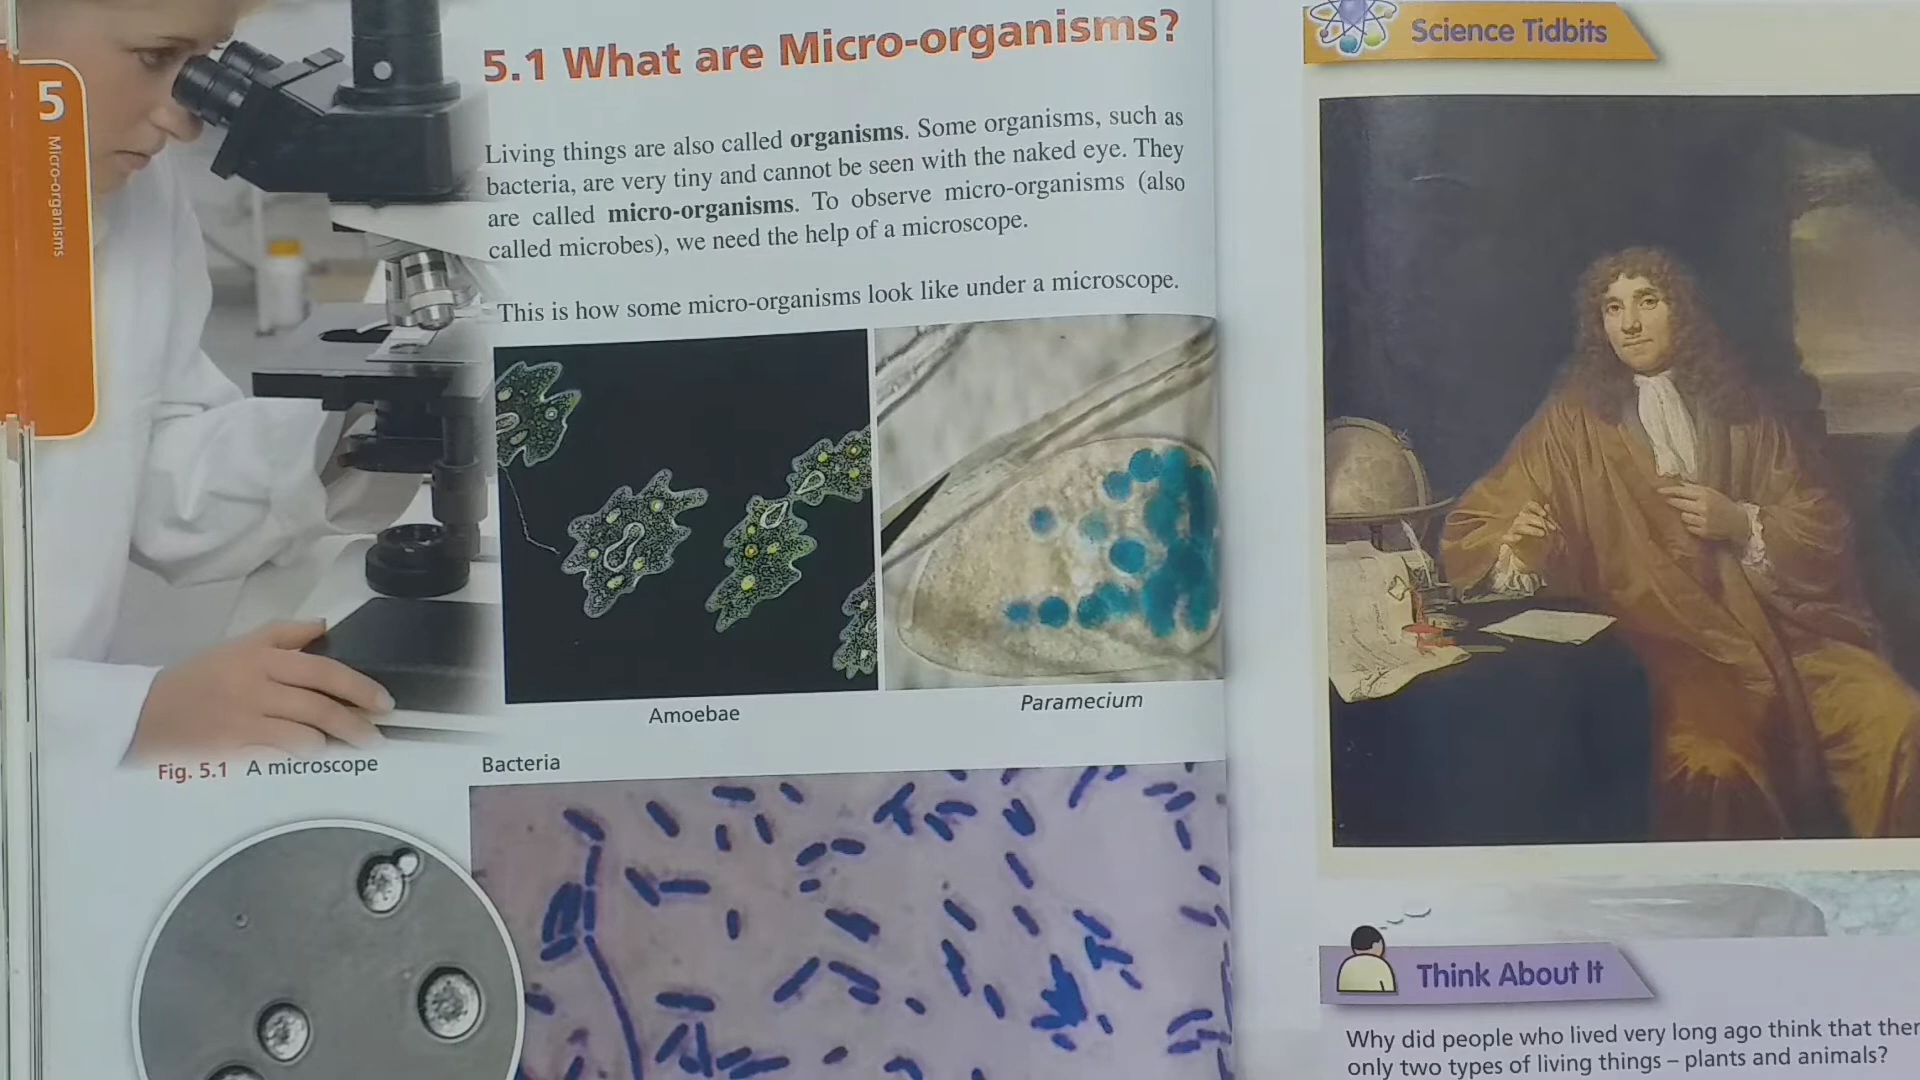 5
Micro-organisms
5.1 What are Micro-organisms?
Living things are also called organisms. Some organisms, such as
bacteria, are very tiny and cannot be seen with the naked eye. They
are called micro-organisms. To observe micro-organisms (also
called microbes), we need the help of a microscope.
This is how some micro-organisms look like under a microscope.
Amoebae
Paramecium
Fig. 5.1 A microscope
Bacteria
Science Tidbits
Think About It
Why did people who lived very long ago think that
only two types of living things – plants and animals?